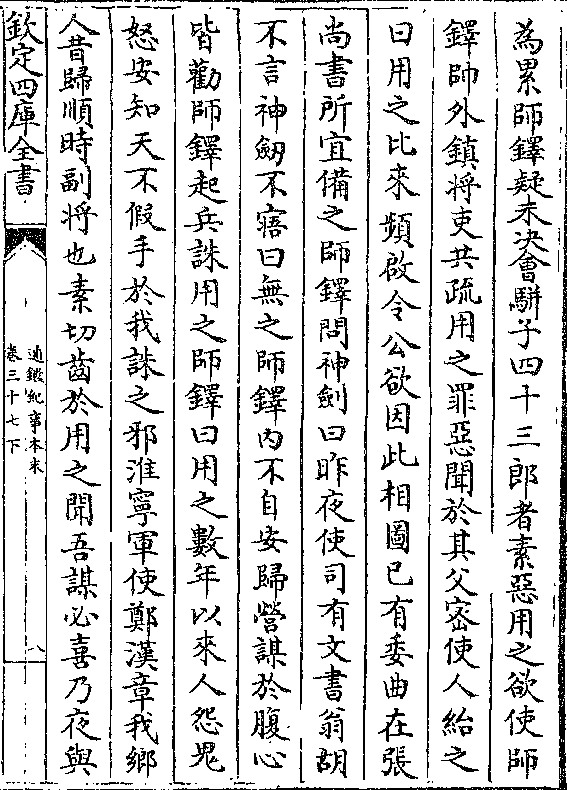 為累師鐸疑未決會駢子四十三郎者素惡用之欲使師
鐸帥外鎮将吏共疏用之罪惡聞於其父宻使人紿之
曰用之比來頻啟令公欲因此相圖已有委曲在張
尚書所宜備之師鐸問神劍曰昨夜使司有文書翁胡
不言神劒不寤曰無之師鐸内不自安歸營謀於腹心
皆勸師鐸起兵誅用之師鐸曰用之數年以來人怨鬼
怒安知天不假手於我誅之邪淮寧軍使鄭漢章我鄉
人昔歸順時副将也素切齒於用之聞吾謀必喜乃夜與
欽定四庫全書
通鑑紀事本末
卷三十七下
八